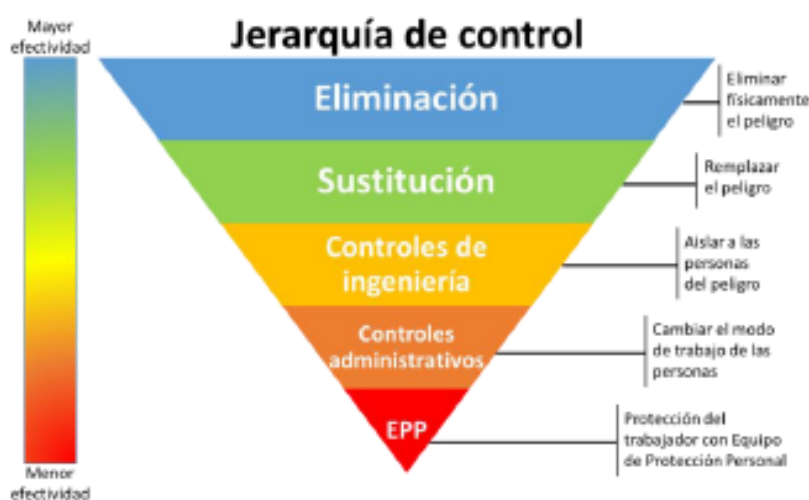 Mayor
efectividad
Jerarquía de control
Eliminación
Eliminar
físicamente
el peligro
Sustitución
Remplazar
el peligro
Controles de
ingeniería
Aislar a las
personas
del peligro
Controles
administrativos
Cambiar el modo
de trabajo de las
personas
EPP
Protección del
trabajador con Equipo
de Protección Personal
Menor
efectividad